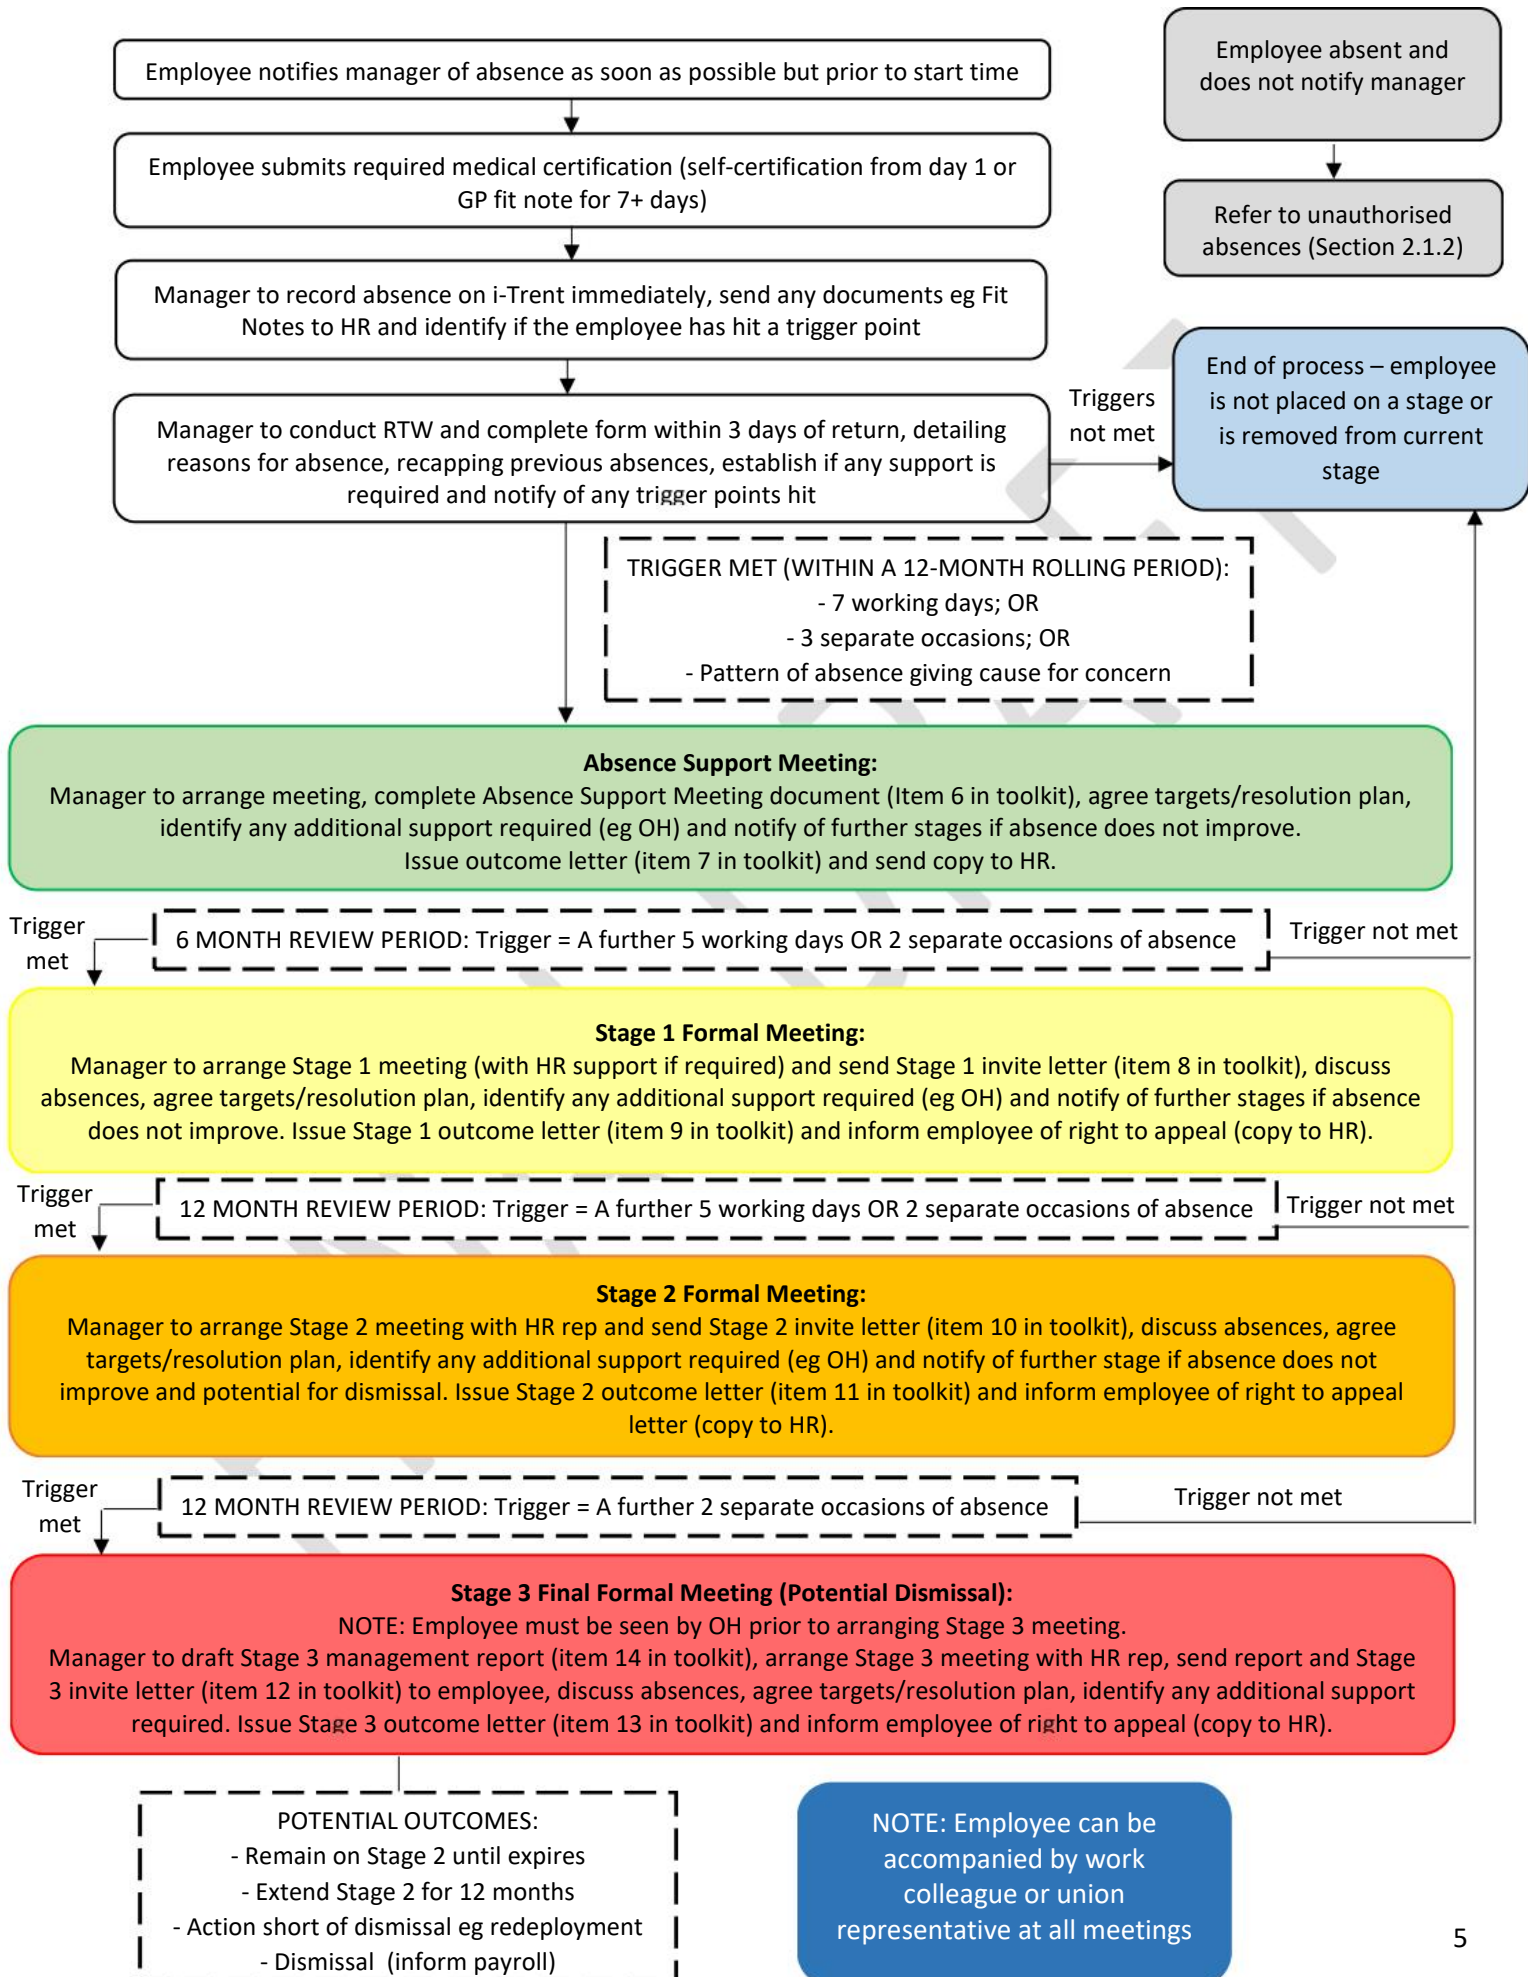 Employee notifies manager of absence as soon as possible but prior to start time
Employee absent and
does not notify manager
Employee submits required medical certification (self-certification from day 1 or
GP fit note for 7+ days)
Refer to unauthorised
absences (Section 2.1.2)
Manager to record absence on i-Trent immediately, send any documents eg Fit
Notes to HR and identify if the employee has hit a trigger point
Manager to conduct RTW and complete form within 3 days of return, detailing
reasons for absence, recapping previous absences, establish if any support is
required and notify of any trigger points hit
Triggers
not met
End of process – employee
is not placed on a stage or
is removed from current
stage
TRIGGER MET (WITHIN A 12-MONTH ROLLING PERIOD):
- 7 working days; OR
- 3 separate occasions; OR
- Pattern of absence giving cause for concern
Absence Support Meeting:
Manager to arrange meeting, complete Absence Support Meeting document (Item 6 in toolkit), agree targets/resolution plan,
identify any additional support required (eg OH) and notify of further stages if absence does not improve.
Issue outcome letter (item 7 in toolkit) and send copy to HR.
Trigger
met
6 MONTH REVIEW PERIOD: Trigger = A further 5 working days OR 2 separate occasions of absence
Trigger not met
Stage 1 Formal Meeting:
Manager to arrange Stage 1 meeting (with HR support if required) and send Stage 1 invite letter (item 8 in toolkit), discuss
absences, agree targets/resolution plan, identify any additional support required (eg OH) and notify of further stages if absence
does not improve. Issue Stage 1 outcome letter (item 9 in toolkit) and inform employee of right to appeal (copy to HR).
Trigger
met
12 MONTH REVIEW PERIOD: Trigger = A further 5 working days OR 2 separate occasions of absence
Trigger not met
Stage 2 Formal Meeting:
Manager to arrange Stage 2 meeting with HR rep and send Stage 2 invite letter (item 10 in toolkit), discuss absences, agree
targets/resolution plan, identify any additional support required (eg OH) and notify of further stage if absence does not
improve and potential for dismissal. Issue Stage 2 outcome letter (item 11 in toolkit) and inform employee of right to appeal
letter (copy to HR).
Trigger
met
12 MONTH REVIEW PERIOD: Trigger = A further 2 separate occasions of absence
Trigger not met
Stage 3 Final Formal Meeting (Potential Dismissal):
NOTE: Employee must be seen by OH prior to arranging Stage 3 meeting.
Manager to draft Stage 3 management report (item 14 in toolkit), arrange Stage 3 meeting with HR rep, send report and Stage
3 invite letter (item 12 in toolkit) to employee, discuss absences, agree targets/resolution plan, identify any additional support
required. Issue Stage 3 outcome letter (item 13 in toolkit) and inform employee of right to appeal (copy to HR).
POTENTIAL OUTCOMES:
- Remain on Stage 2 until expires
- Extend Stage 2 for 12 months
- Action short of dismissal eg redeployment
- Dismissal (inform payroll)
NOTE: Employee can be
accompanied by work
colleague or union
representative at all meetings
5